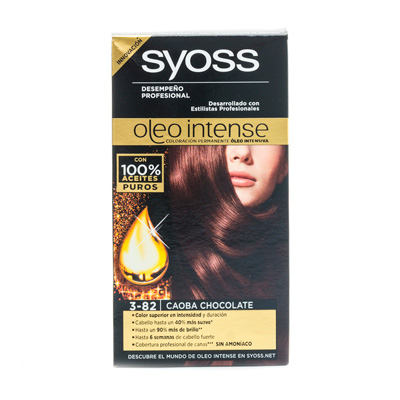 INNOVACIÓN
syoss
DESEMPEÑO
PROFESIONAL
Desarrollado con
Estilistas Profesionales
oleo intense
COLORACIÓN PERMANENTE ÓLEO INTENSIVA
CON
100%
ACEITES
PUROS
3-82 CAOBA CHOCOLATE
• Color superior en intensidad y duración
• Cabello hasta un 40% más suave*
• Hasta un 90% más de brillo**
• Hasta 6 semanas de cabello fuerte
• Cobertura profesional de canas*** SIN AMONÍACO
DESCUBRE EL MUNDO DE OLEO INTENSE EN SYOSS.NET